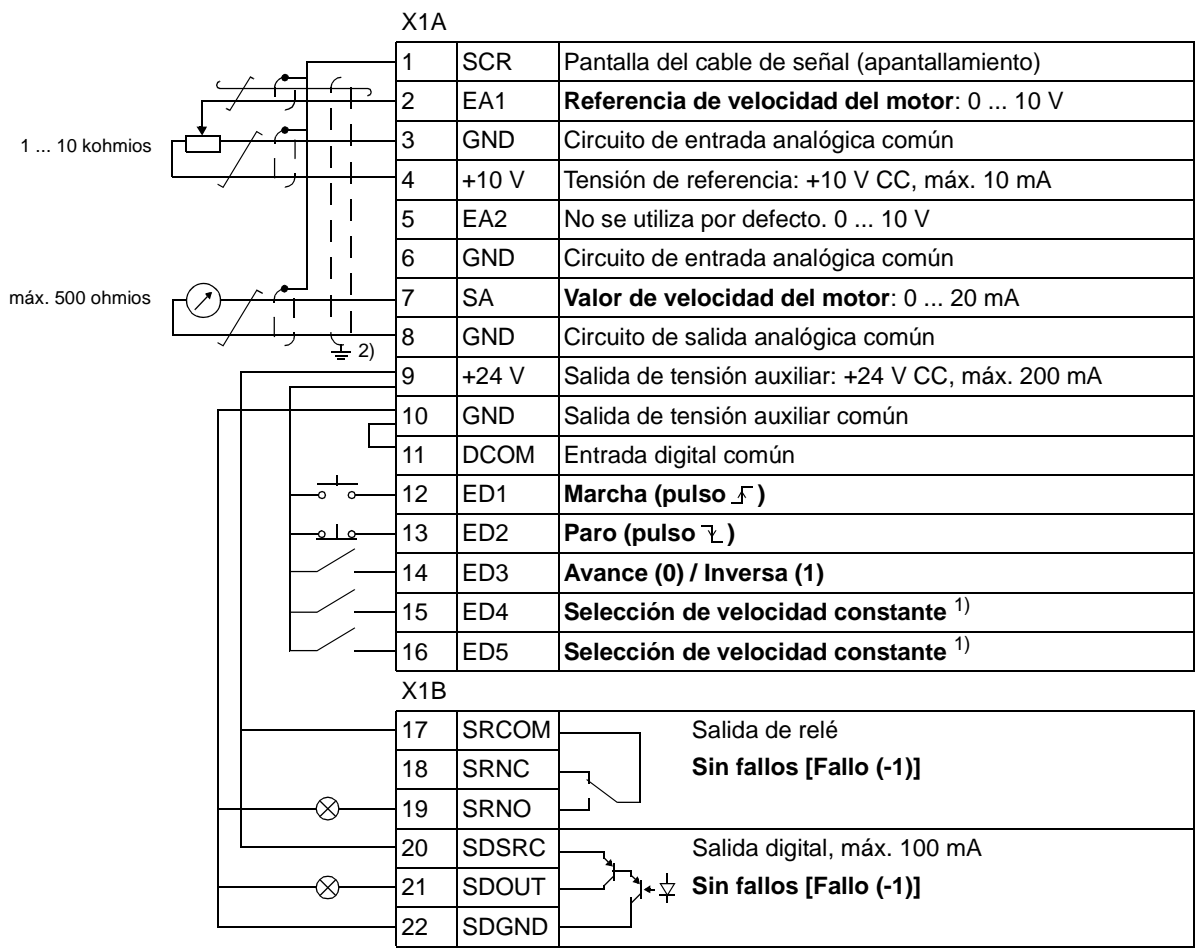 X1A
1 SCR Pantalla del cable de señal (apantallamiento)
2 EA1 Referencia de velocidad del motor: 0 ... 10 V
1 ... 10 kohmios
3 GND Circuito de entrada analógica común
4 +10 V Tensión de referencia: +10 V CC, máx. 10 mA
5 EA2 No se utiliza por defecto. 0 ... 10 V
6 GND Circuito de entrada analógica común
máx. 500 ohmios
7 SA Valor de velocidad del motor: 0 ... 20 mA
8 GND Circuito de salida analógica común
2)
9 +24 V Salida de tensión auxiliar: +24 V CC, máx. 200 mA
10 GND Salida de tensión auxiliar común
11 DCOM Entrada digital común
12 ED1 Marcha (pulso )
13 ED2 Paro (pulso )
14 ED3 Avance (0) / Inversa (1)
15 ED4 Selección de velocidad constante 1)
16 ED5 Selección de velocidad constante 1)
X1B
17 SRCOM Salida de relé
18 SRNC Sin fallos [Fallo (-1)]
19 SRNO
20 SDSRC Salida digital, máx. 100 mA
21 SDOUT Sin fallos [Fallo (-1)]
22 SDGND